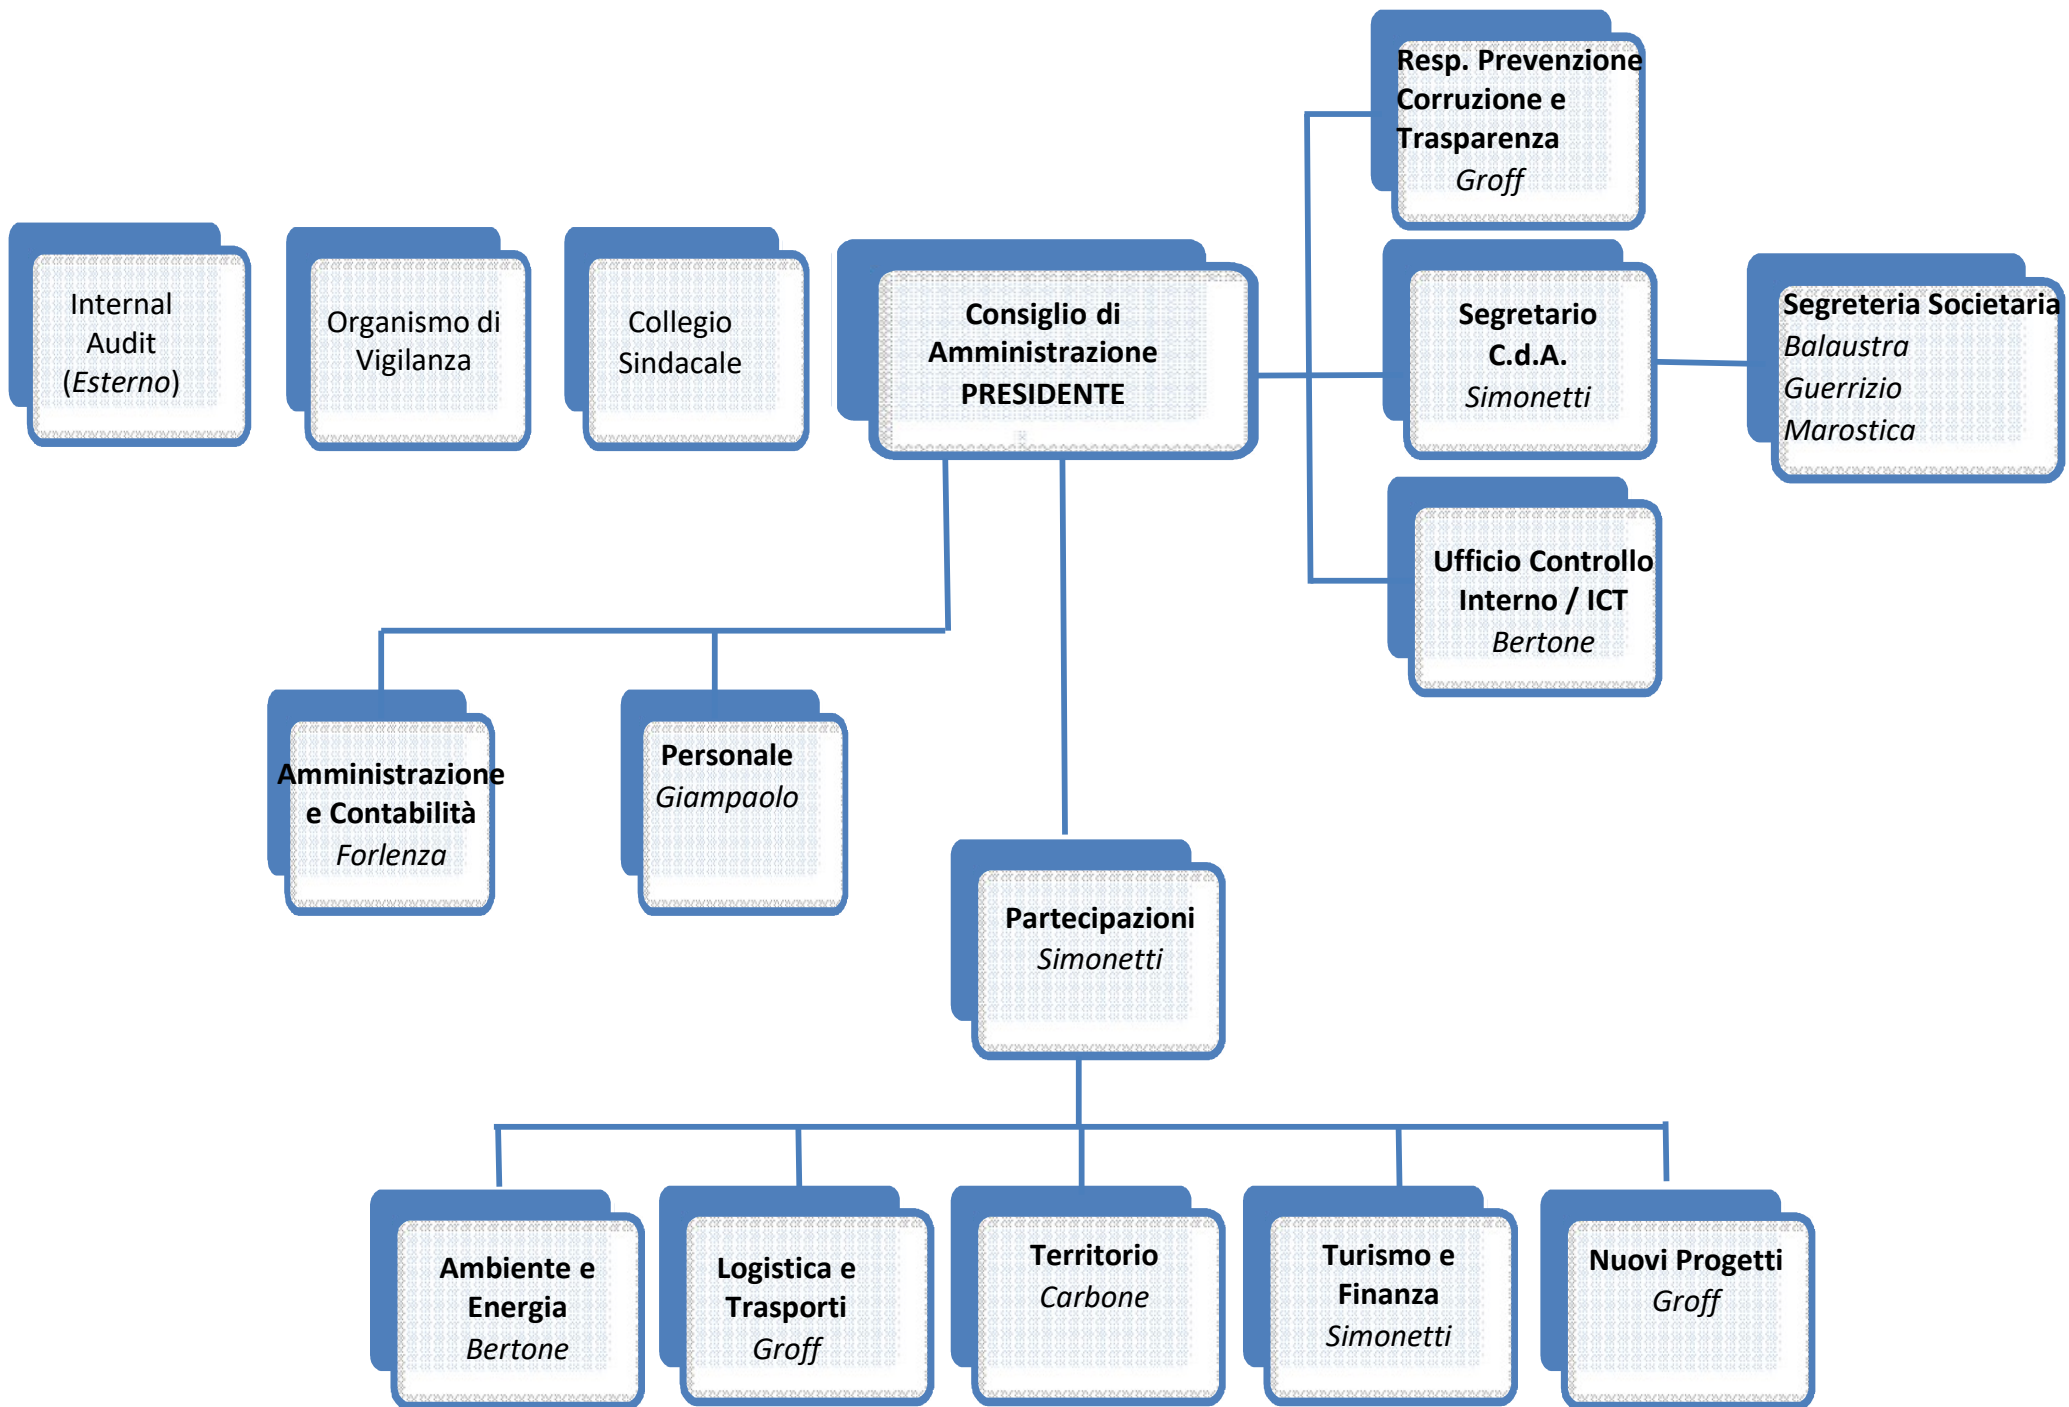 Resp. Prevenzione
Corruzione e
Trasparenza
Groff
Internal
Audit
(Esterno)
Organismo di
Vigilanza
Collegio
Sindacale
Consiglio di
Amministrazione
PRESIDENTE
Segretario
C.d.A.
Simonetti
Segreteria Societaria
Balaustra
Guerrizio
Marostica
Ufficio Controllo
Interno / ICT
Bertone
Amministrazione
e Contabilità
Forlenza
Personale
Giampaolo
Partecipazioni
Simonetti
Ambiente e
Energia
Bertone
Logistica e
Trasporti
Groff
Territorio
Carbone
Turismo e
Finanza
Simonetti
Nuovi Progetti
Groff